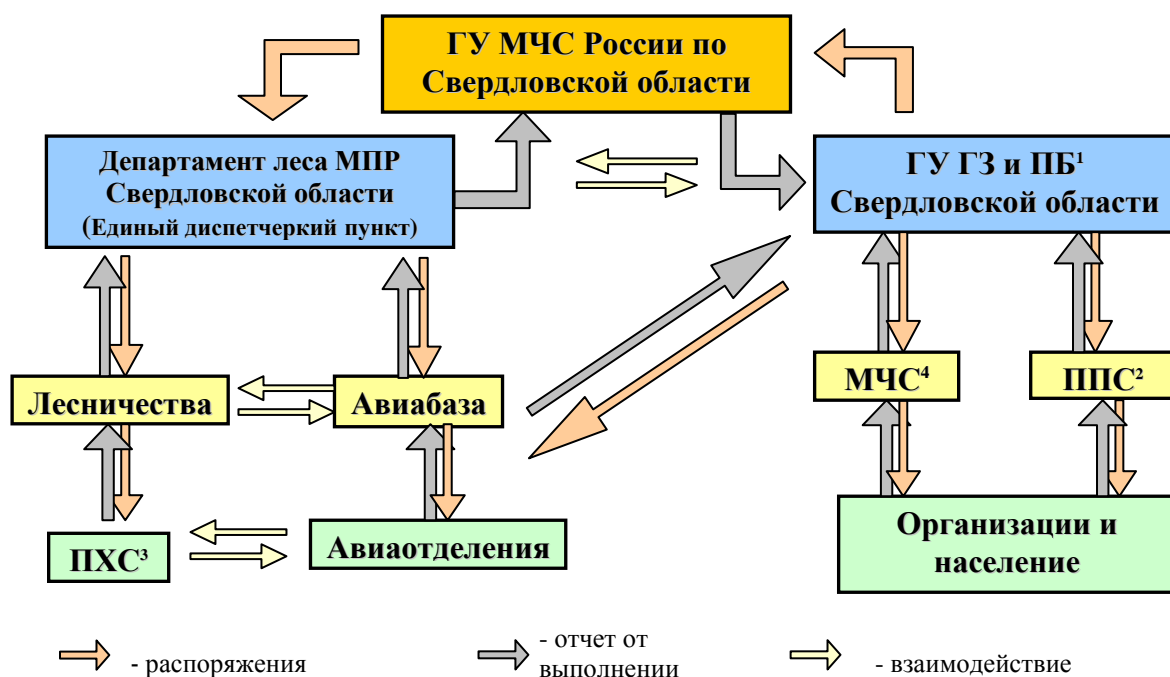 ГУ МЧС России по
Свердловской области
Департамент леса МПР
Свердловской области
(Единый диспетчеркий пункт)
ГУ ГЗ и ПБ¹
Свердловской области
Лесничества
Авиабаза
МЧС⁴
ППС²
ПХС³
Авиаотделения
Организации и
население
- распоряжения
- отчет от
выполнении
- взаимодействие